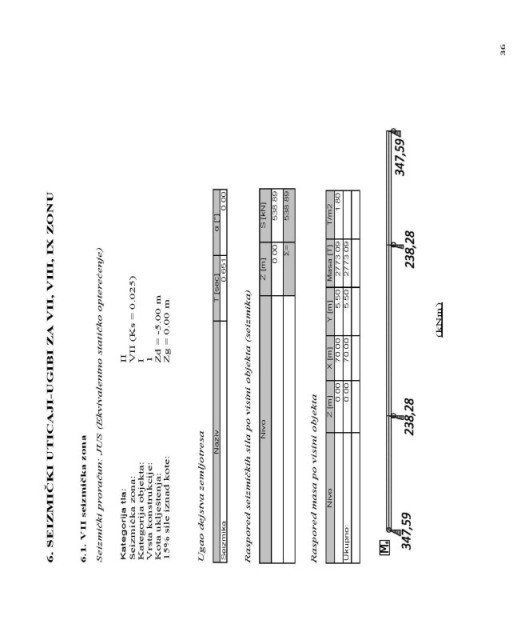 6. SEIZMIČKI UTICAJI-UGIBI ZA VII, VIII, IX ZONU
6.1. VII seizmička zona
Seizmički proračun: JUS (Ekvivalentno statičko opterećenje)
Kategorija tla: II
Seizmička zona: VII (Ks = 0.025)
Kategorija objekta: I
Vrsta konstrukcije: 1
Kota uklještenja: Zd = -5.00 m
15% sile iznad kote: Zg = 0.00 m
Ugao dejstva zemljotresa
Naziv T [sec] α [°]
Seizmika 0.651 0.00
Raspored seizmičkih sila po visini objekta (seizmika)
Nivo Z [m] S [kN]
0.00 538.89
Σ= 538.89
Raspored masa po visini objekta
Nivo Z [m] X [m] Y [m] Masa [T] T/m2
0.00 70.00 5.50 2773.09 1.80
Ukupno: 0.00 70.00 5.50 2773.09
347,59 238,28 238,28 347,59
(kNm)
36